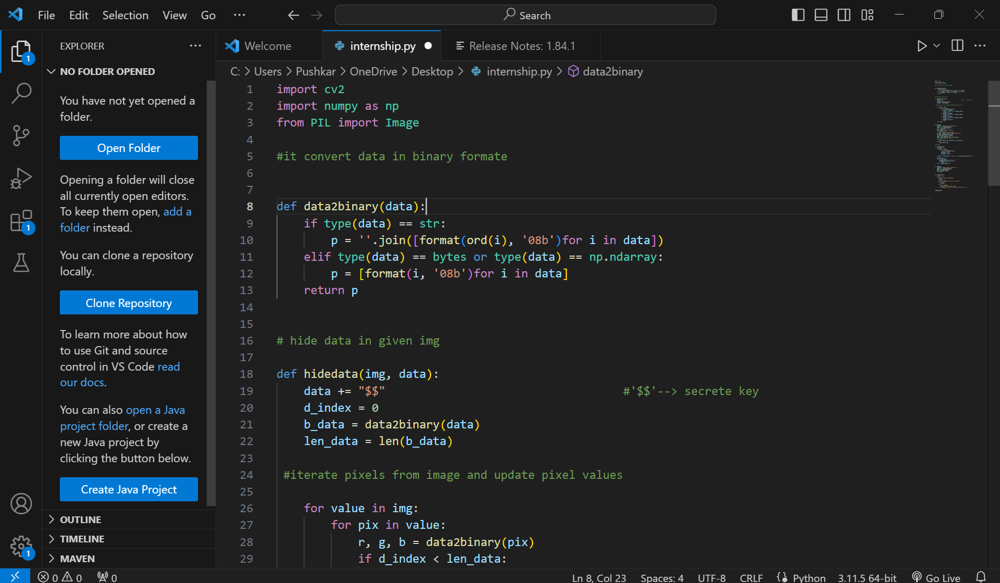 File Edit Selection View Go ··· Search
EXPLORER ···
NO FOLDER OPENED
You have not yet opened a
folder.
Open Folder
Opening a folder will close
all currently open editors.
To keep them open, add a
folder instead.
You can clone a repository
locally.
Clone Repository
To learn more about how
to use Git and source
control in VS Code read
our docs.
You can also open a Java
project folder, or create a
new Java project by
clicking the button below.
Create Java Project
OUTLINE
TIMELINE
MAVEN
1
1
1
Welcome internship.py Release Notes: 1.84.1
C: > Users > Pushkar > OneDrive > Desktop > internship.py > data2binary
1 import cv2
2 import numpy as np
3 from PIL import Image
4
5 #it convert data in binary formate
6
7
8 def data2binary(data):
9     if type(data) == str:
10         p = ''.join([format(ord(i), '08b')for i in data])
11     elif type(data) == bytes or type(data) == np.ndarray:
12         p = [format(i, '08b')for i in data]
13     return p
14
15
16 # hide data in given img
17
18 def hidedata(img, data):
19     data += "$$" #'$$'--> secrete key
20     d_index = 0
21     b_data = data2binary(data)
22     len_data = len(b_data)
23
24  #iterate pixels from image and update pixel values
25
26     for value in img:
27         for pix in value:
28             r, g, b = data2binary(pix)
29             if d_index < len_data:
0 0 0 Ln 8, Col 23 Spaces: 4 UTF-8 CRLF Python 3.11.5 64-bit Go Live